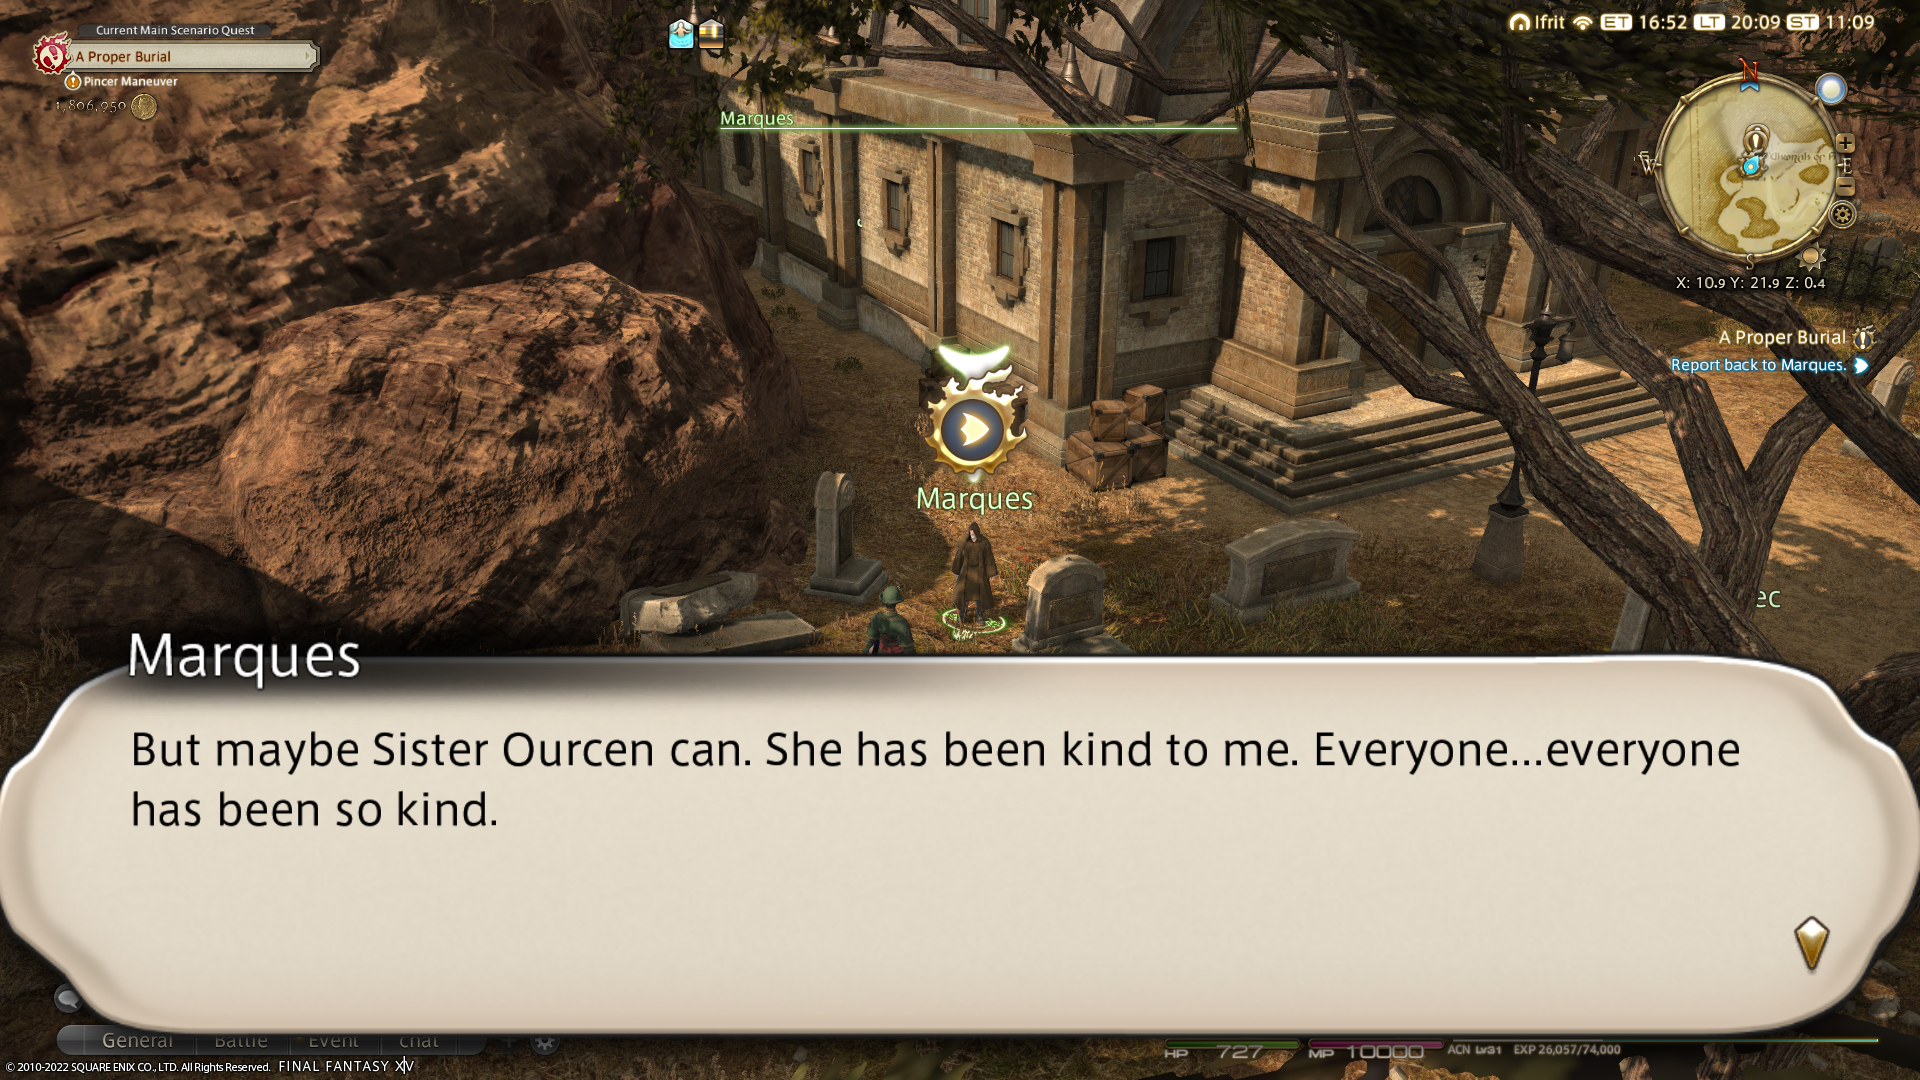 Current Main Scenario Quest
A Proper Burial
Pincer Maneuver
1,806,950
Ifrit ET 16:52 LT 20:09 ST 11:09
N
W
E
S
X: 10.9 Y: 21.9 Z: 0.4
A Proper Burial
Report back to Marques.
Marques
Marques
ec
Marques
But maybe Sister Ourcen can. She has been kind to me. Everyone...everyone
has been so kind.
General Battle Event Chat
HP 727 MP 10000 ACN Lv31 EXP 26,057/74,000
© 2010-2022 SQUARE ENIX CO., LTD. All Rights Reserved. FINAL FANTASY XIV